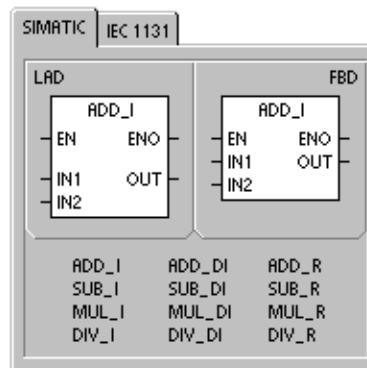 SIMATIC IEC 1131
LAD FBD
ADD_I ADD_I
EN ENO EN ENO
IN1 OUT IN1 OUT
IN2 IN2
ADD_I ADD_DI ADD_R
SUB_I SUB_DI SUB_R
MUL_I MUL_DI MUL_R
DIV_I DIV_DI DIV_R